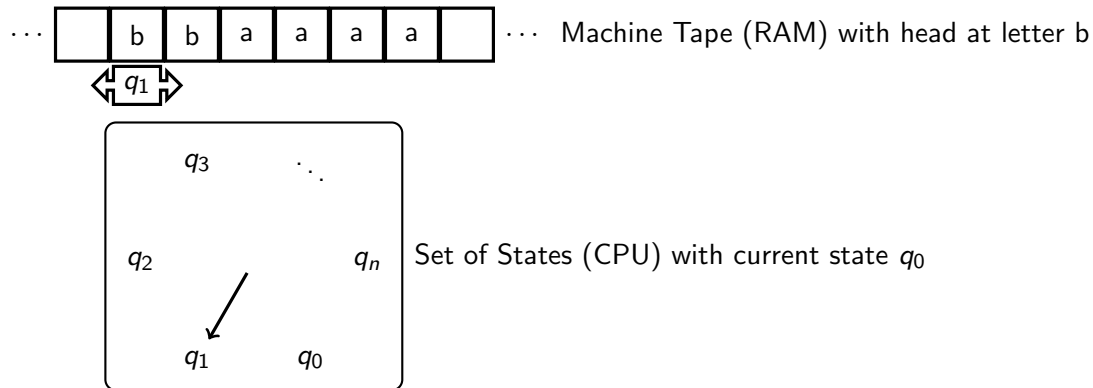 ··· b b a a a a ··· Machine Tape (RAM) with head at letter b
q₁
q₃ ⋱
q₂ qₙ Set of States (CPU) with current state q₀
q₁ q₀